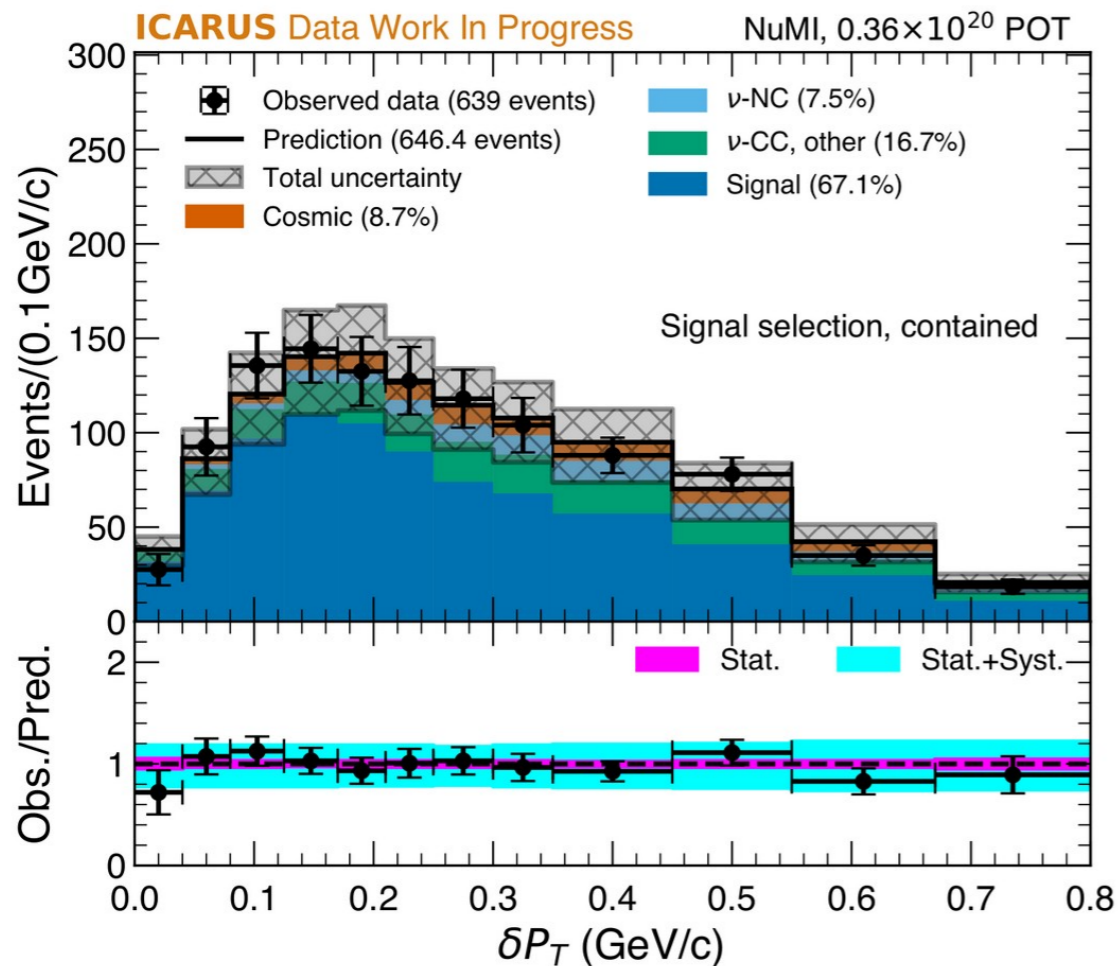 ICARUS Data Work In Progress
NuMI, 0.36×10²⁰ POT
Observed data (639 events)
Prediction (646.4 events)
Total uncertainty
Cosmic (8.7%)
ν-NC (7.5%)
ν-CC, other (16.7%)
Signal (67.1%)
Signal selection, contained
Events/(0.1GeV/c)
300
250
200
150
100
50
0
Stat.
Stat.+Syst.
Obs./Pred.
2
1
0
0.0 0.1 0.2 0.3 0.4 0.5 0.6 0.7 0.8
δP_T (GeV/c)